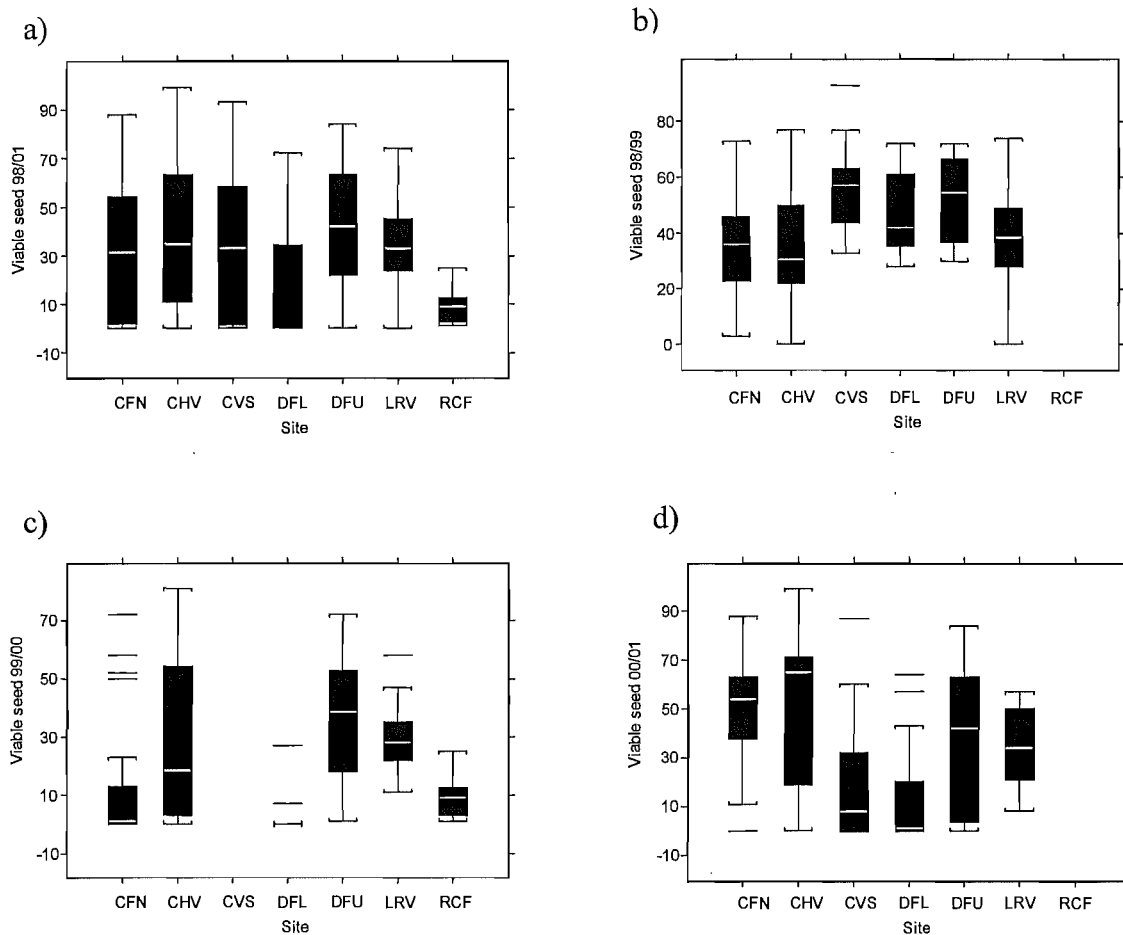 a)
Viable seed 98/01
90
70
50
30
10
-10
CFN CHV CVS DFL DFU LRV RCF
Site
b)
Viable seed 98/99
80
60
40
20
0
CFN CHV CVS DFL DFU LRV RCF
Site
c)
Viable seed 99/00
70
50
30
10
-10
CFN CHV CVS DFL DFU LRV RCF
Site
d)
Viable seed 00/01
90
70
50
30
10
-10
CFN CHV CVS DFL DFU LRV RCF
Site